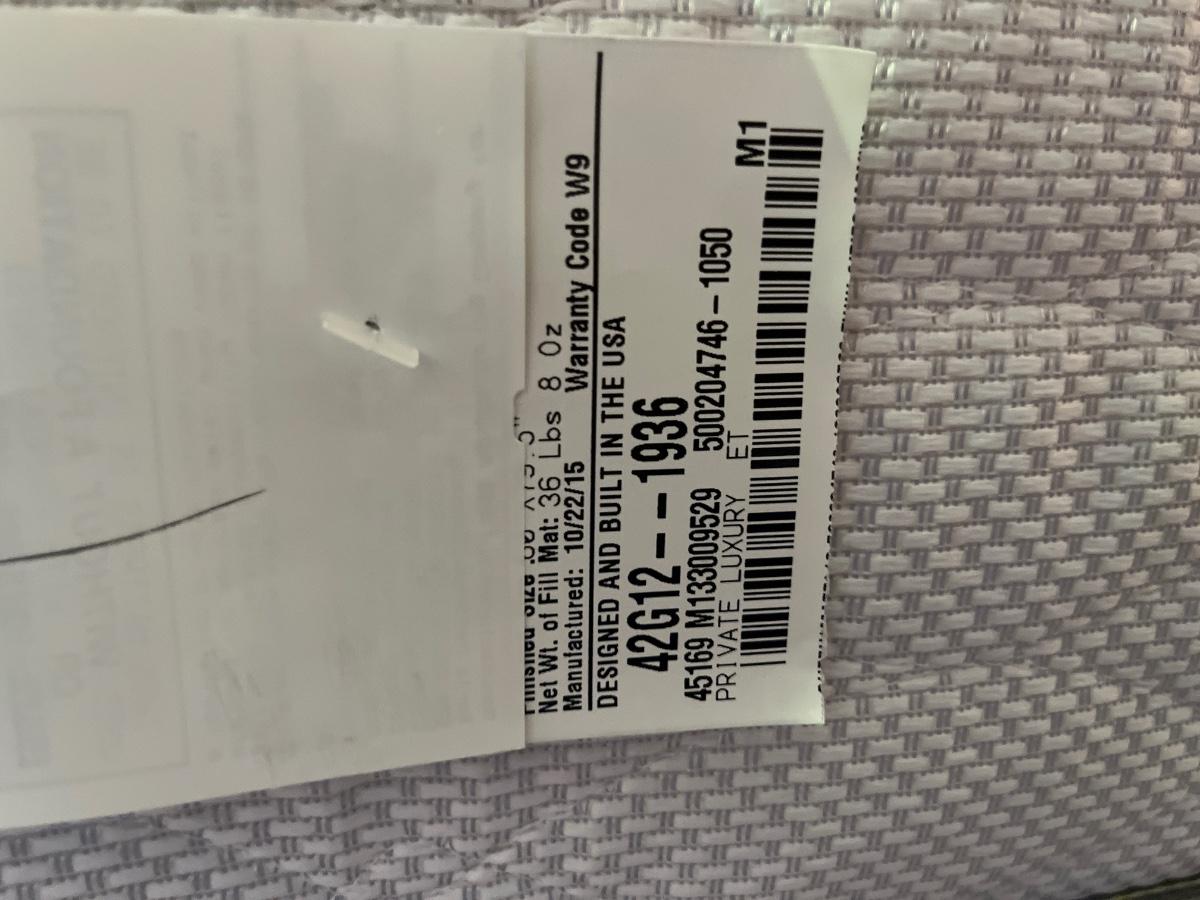 Net Wt. of Fill Mat: 36 Lbs 8 Oz
Manufactured: 10/22/15 Warranty Code W9
DESIGNED AND BUILT IN THE USA
42G12 – – 1936
45169 M133009529 500204746 – 1050
PRIVATE LUXURY ET
M1